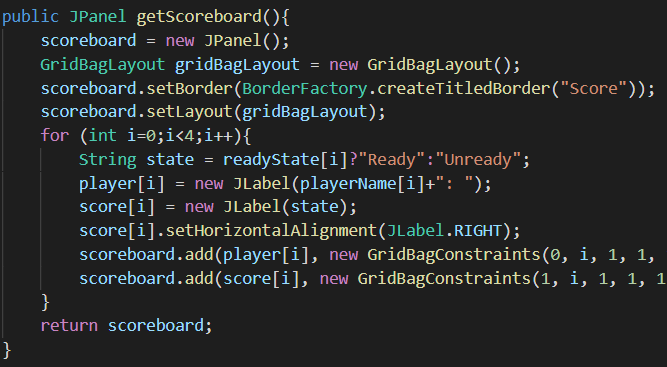 public JPanel getScoreboard(){
scoreboard = new JPanel();
GridBagLayout gridBagLayout = new GridBagLayout();
scoreboard.setBorder(BorderFactory.createTitledBorder("Score"));
scoreboard.setLayout(gridBagLayout);
for (int i=0;i<4;i++){
String state = readyState[i]?"Ready":"Unready";
player[i] = new JLabel(playerName[i]+": ");
score[i] = new JLabel(state);
score[i].setHorizontalAlignment(JLabel.RIGHT);
scoreboard.add(player[i], new GridBagConstraints(0, i, 1, 1,
scoreboard.add(score[i], new GridBagConstraints(1, i, 1, 1, 1
}
return scoreboard;
}